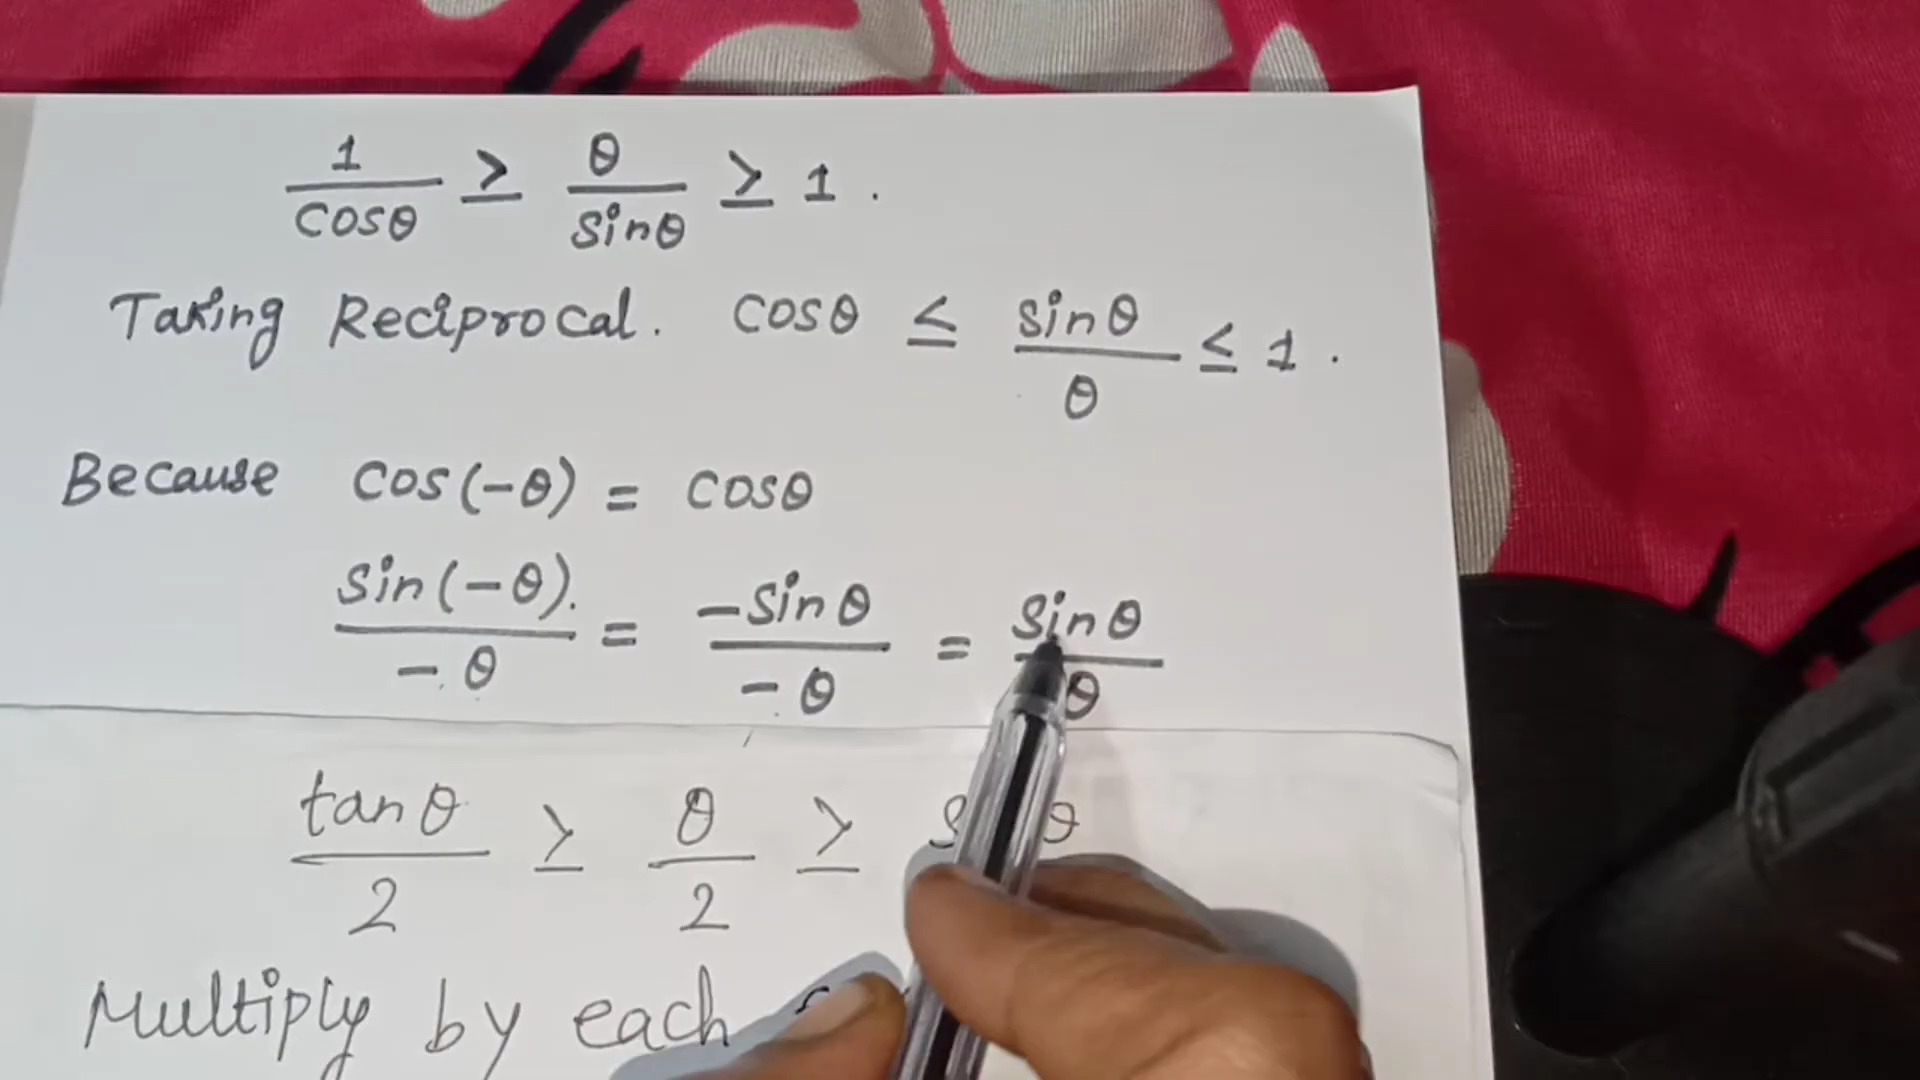 1/cosθ ≥ θ/sinθ ≥ 1.
Taking Reciprocal. cosθ ≤ sinθ/θ ≤ 1.
Because cos(-θ) = cosθ
sin(-θ)./-θ = -sinθ/-θ = sinθ/θ
tanθ/2 ≥ θ/2 ≥
Multiply by each